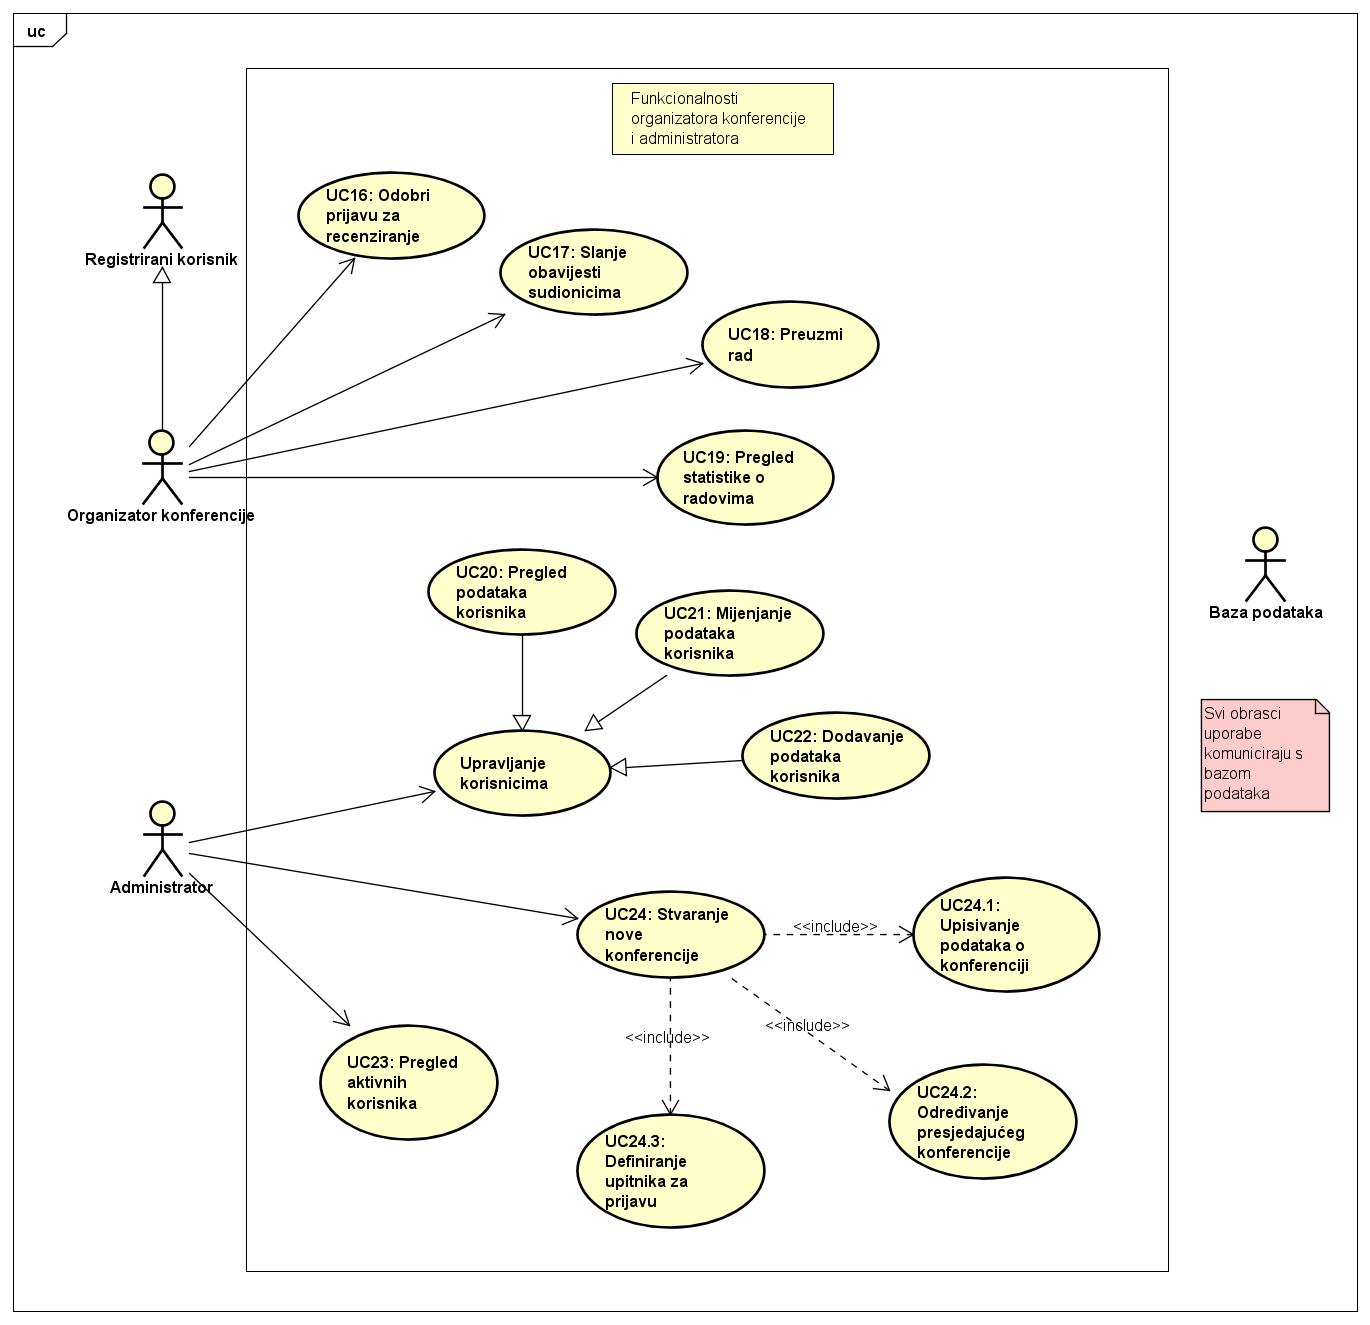 uc
Funkcionalnosti
organizatora konferencije
i administratora
Registrirani korisnik
UC16: Odobri
prijavu za
recenziranje
UC17: Slanje
obavijesti
sudionicima
UC18: Preuzmi
rad
Organizator konferencije
UC19: Pregled
statistike o
radovima
UC20: Pregled
podataka
korisnika
UC21: Mijenjanje
podataka
korisnika
Baza podataka
Svi obrasci
uporabe
komuniciraju s
bazom
podataka
UC22: Dodavanje
podataka
korisnika
Upravljanje
korisnicima
Administrator
UC24: Stvaranje
nove
konferencije
<<include>>
UC24.1:
Upisivanje
podataka o
konferenciji
<<include>>
<<include>>
UC23: Pregled
aktivnih
korisnika
UC24.2:
Određivanje
presjedajućeg
konferencije
UC24.3:
Definiranje
upitnika za
prijavu